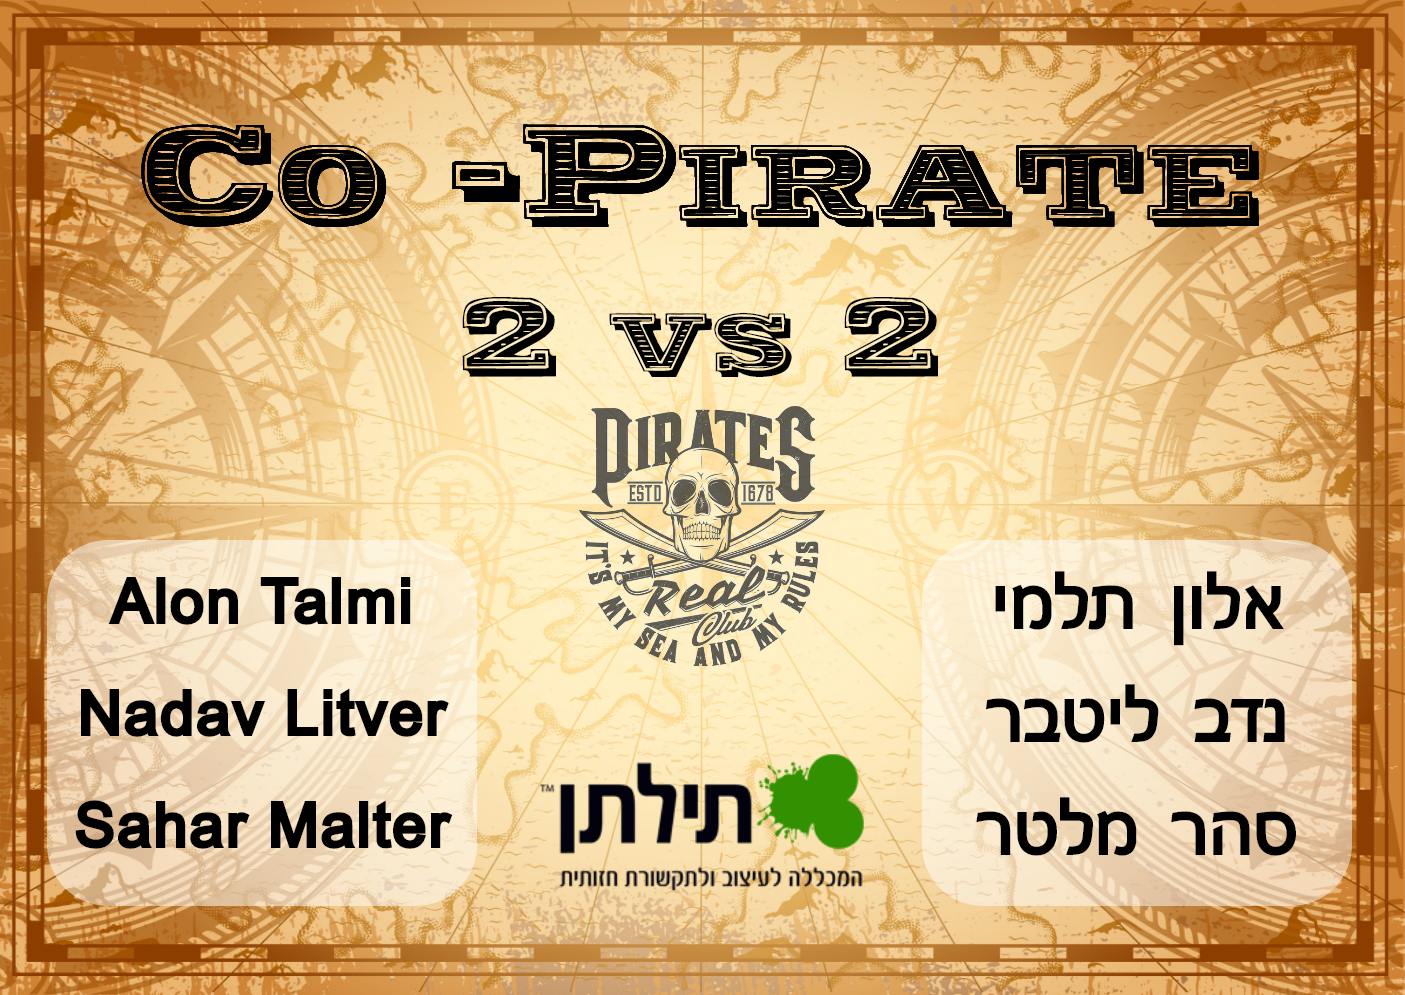 Co -Pirate
2 vs 2
PIRATES
ESTD 1678
IT'S MY SEA AND MY RULES
Real
Club
Alon Talmi
Nadav Litver
Sahar Malter
אלון תלמי
נדב ליטבר
סהר מלטר
תילתן TM
המכללה לעיצוב ולתקשורת חזותית
E
W